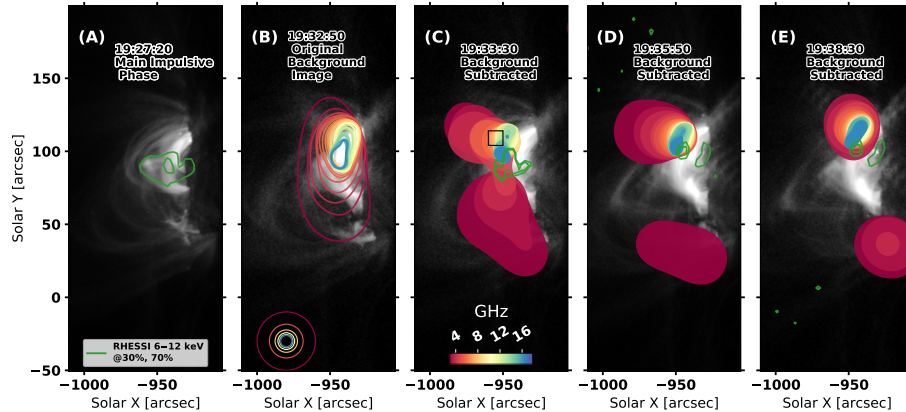 (A)
19:27:20
Main Impulsive
Phase
(B)
19:32:50
Original
Background
Image
(C)
19:33:30
Background
Subtracted
(D)
19:35:50
Background
Subtracted
(E)
19:38:30
Background
Subtracted
150
100
50
0
−50
Solar Y [arcsec]
RHESSI 6−12 keV
@30%, 70%
GHz
4 8 12 16
−1000 −950
−1000 −950
−1000 −950
−1000 −950
−1000 −950
Solar X [arcsec]
Solar X [arcsec]
Solar X [arcsec]
Solar X [arcsec]
Solar X [arcsec]